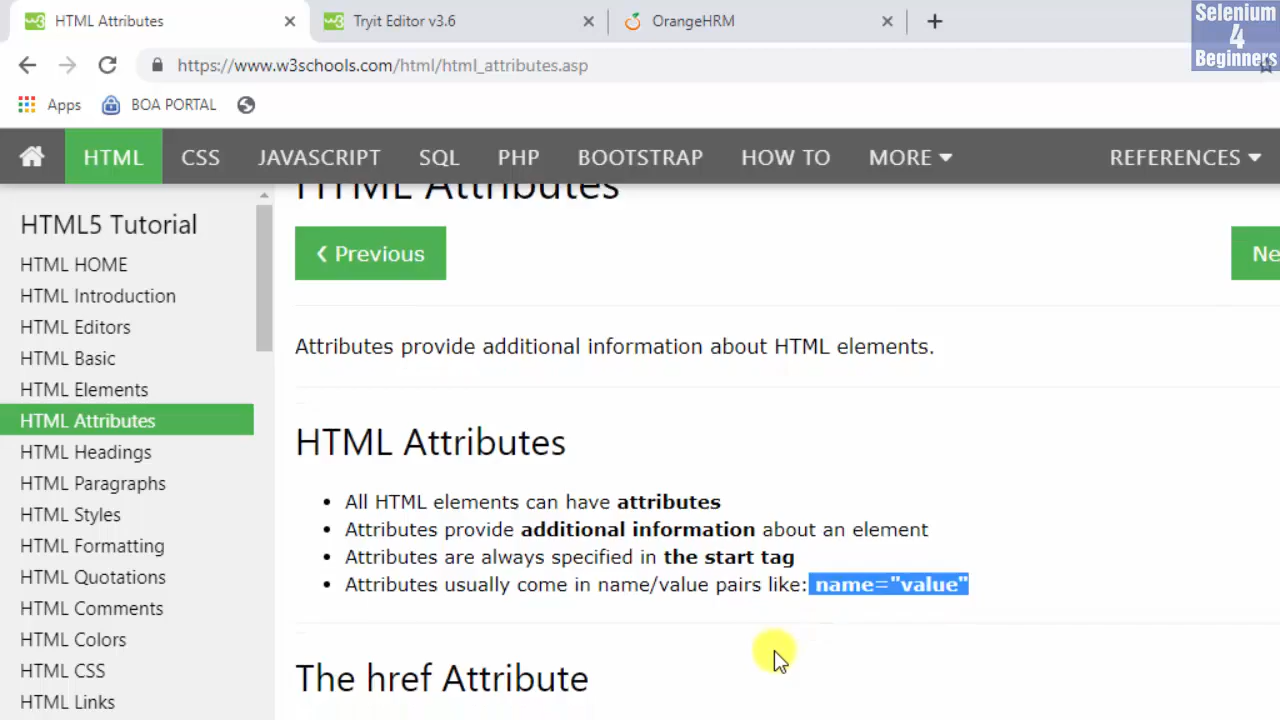 HTML Attributes
Tryit Editor v3.6
OrangeHRM
Selenium
4
Beginners
https://www.w3schools.com/html/html_attributes.asp
Apps
BOA PORTAL
HTML
CSS
JAVASCRIPT
SQL
PHP
BOOTSTRAP
HOW TO
MORE
REFERENCES
HTML5 Tutorial
HTML HOME
HTML Introduction
HTML Editors
HTML Basic
HTML Elements
HTML Attributes
HTML Headings
HTML Paragraphs
HTML Styles
HTML Formatting
HTML Quotations
HTML Comments
HTML Colors
HTML CSS
HTML Links
HTML Attributes
❮ Previous
Ne
Attributes provide additional information about HTML elements.
HTML Attributes
• All HTML elements can have attributes
• Attributes provide additional information about an element
• Attributes are always specified in the start tag
• Attributes usually come in name/value pairs like: name="value"
The href Attribute